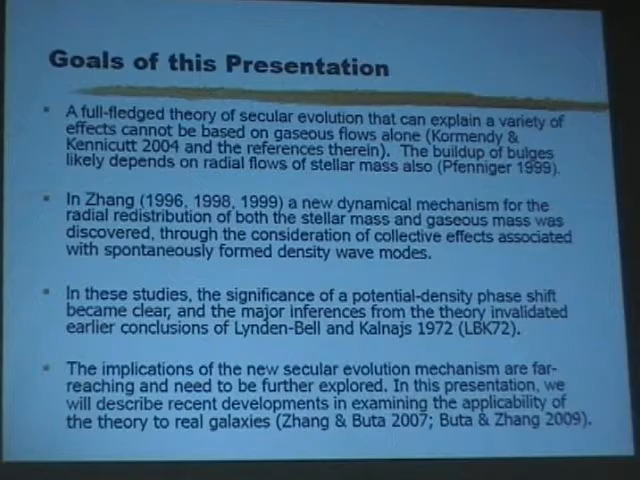 Goals of this Presentation
▪ A full-fledged theory of secular evolution that can explain a variety of
effects cannot be based on gaseous flows alone (Kormendy &
Kennicutt 2004 and the references therein). The buildup of bulges
likely depends on radial flows of stellar mass also (Pfenniger 1999).
▪ In Zhang (1996, 1998, 1999) a new dynamical mechanism for the
radial redistribution of both the stellar mass and gaseous mass was
discovered, through the consideration of collective effects associated
with spontaneously formed density wave modes.
▪ In these studies, the significance of a potential-density phase shift
became clear, and the major inferences from the theory invalidated
earlier conclusions of Lynden-Bell and Kalnajs 1972 (LBK72).
▪ The implications of the new secular evolution mechanism are far-
reaching and need to be further explored. In this presentation, we
will describe recent developments in examining the applicability of
the theory to real galaxies (Zhang & Buta 2007; Buta & Zhang 2009).